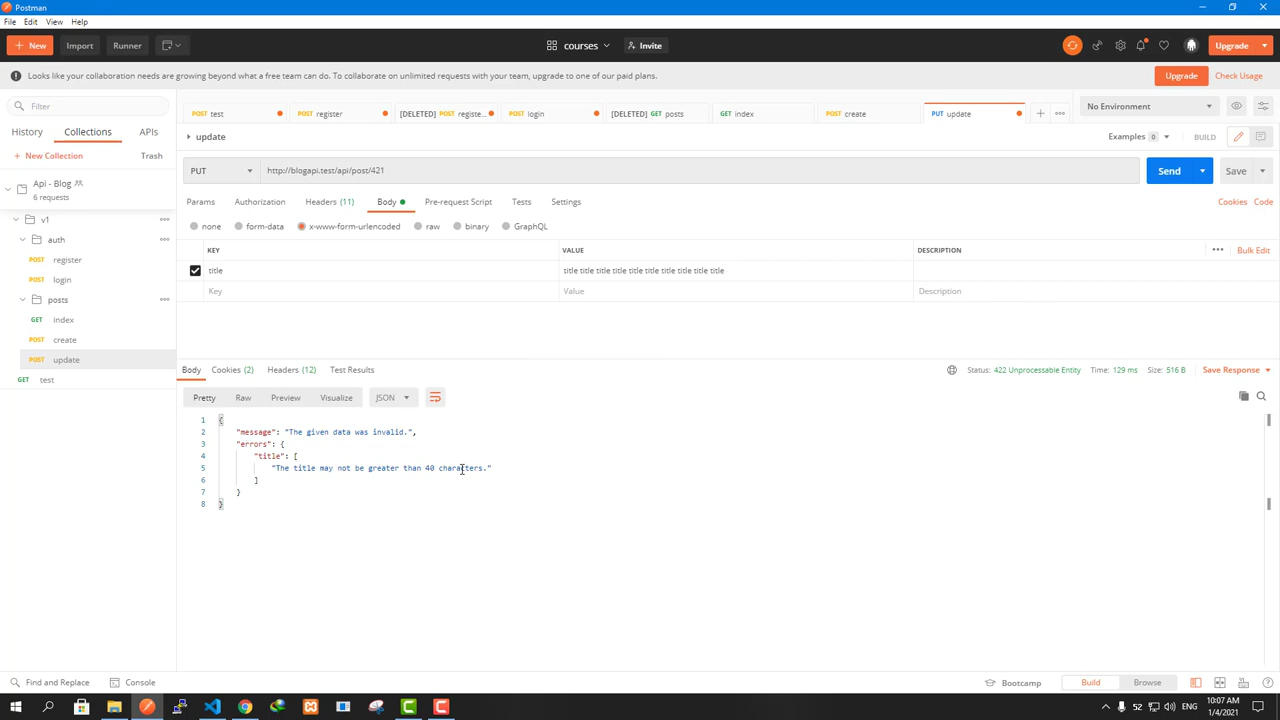 Postman
File Edit View Help
New Import Runner courses Invite Upgrade
Looks like your collaboration needs are growing beyond what a free team can do. To collaborate on unlimited requests with your team, upgrade to one of our paid plans. Upgrade Check Usage
Filter
History Collections APIs
New Collection Trash
Api - Blog
6 requests
v1
auth
POST register
POST login
posts
GET index
POST create
POST update
GET test
POST test POST register [DELETED] POST registe... POST login [DELETED] GET posts GET index POST create PUT update No Environment
update Examples 0 BUILD
PUT http://blogapi.test/api/post/421 Send Save
Params Authorization Headers (11) Body Pre-request Script Tests Settings Cookies Code
none form-data x-www-form-urlencoded raw binary GraphQL
KEY VALUE DESCRIPTION Bulk Edit
title title title title title title title title title title title
Key Value Description
Body Cookies (2) Headers (12) Test Results Status: 422 Unprocessable Entity Time: 129 ms Size: 516 B Save Response
Pretty Raw Preview Visualize JSON
1 {
2 "message": "The given data was invalid.",
3 "errors": {
4 "title": [
5 "The title may not be greater than 40 characters."
6 ]
7 }
8 }
Find and Replace Console Bootcamp Build Browse
ENG 10:07 AM
1/4/2021